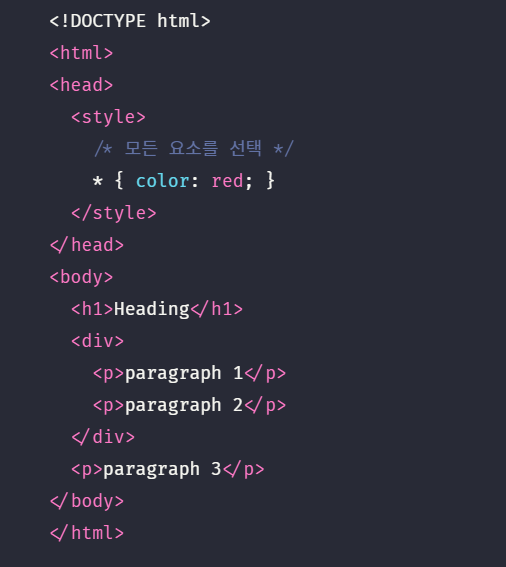 <!DOCTYPE html>
<html>
<head>
  <style>
    /* 모든 요소를 선택 */
    * { color: red; }
  </style>
</head>
<body>
  <h1>Heading</h1>
  <div>
    <p>paragraph 1</p>
    <p>paragraph 2</p>
  </div>
  <p>paragraph 3</p>
</body>
</html>